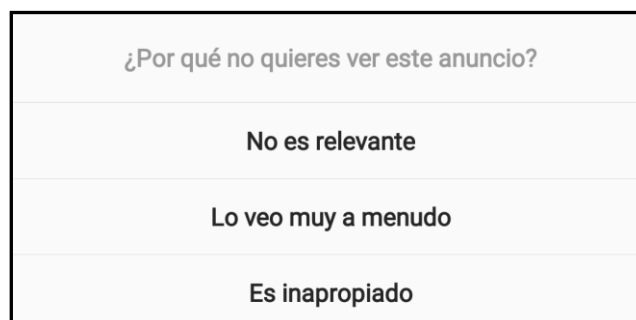 ¿Por qué no quieres ver este anuncio?
No es relevante
Lo veo muy a menudo
Es inapropiado